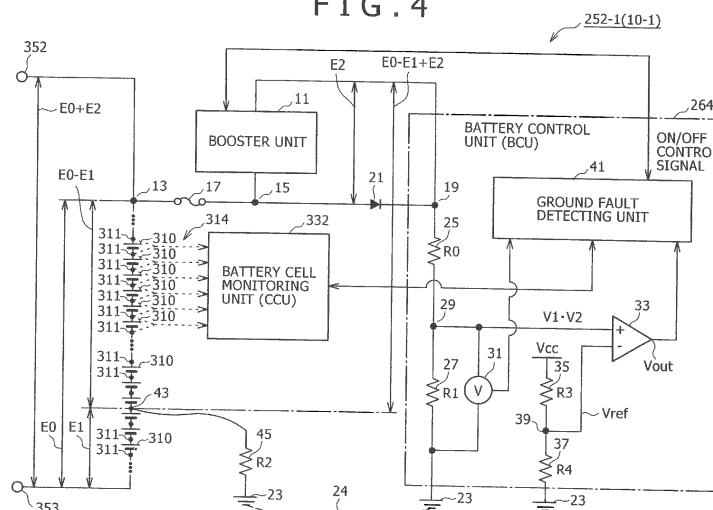 FIG.4
252-1(10-1)
352
E2
E0-E1+E2
11
264
E0+E2
BOOSTER UNIT
BATTERY CONTROL
UNIT (BCU)
ON/OFF
CONTRO
SIGNAL
E0-E1
13
17
15
21
19
41
GROUND FAULT
DETECTING UNIT
314
332
25
R0
311
310
311
310
311
310
311
310
311
310
311
310
311
BATTERY CELL
MONITORING
UNIT (CCU)
29
V1·V2
33
+
-
Vout
311
310
311
43
27
R1
31
V
Vcc
35
R3
Vref
39
E0
E1
311
310
311
45
R2
37
R4
23
23
23
353
24